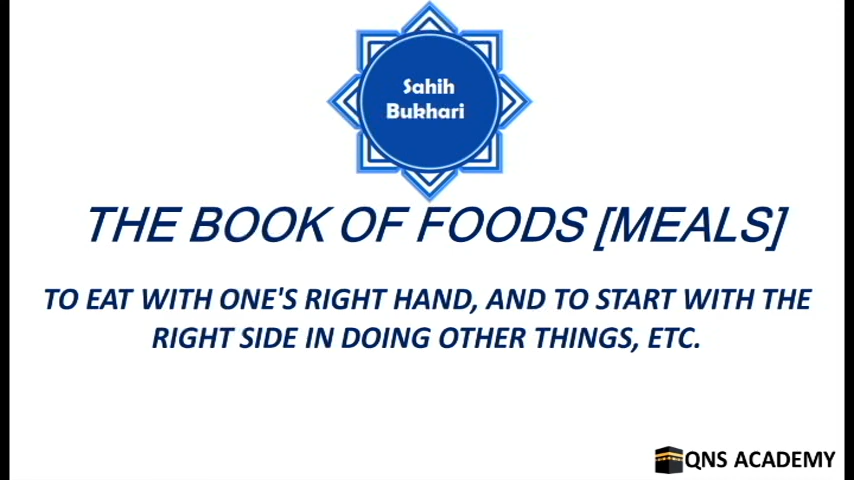 Sahih
Bukhari
THE BOOK OF FOODS [MEALS]
TO EAT WITH ONE'S RIGHT HAND, AND TO START WITH THE
RIGHT SIDE IN DOING OTHER THINGS, ETC.
QNS ACADEMY